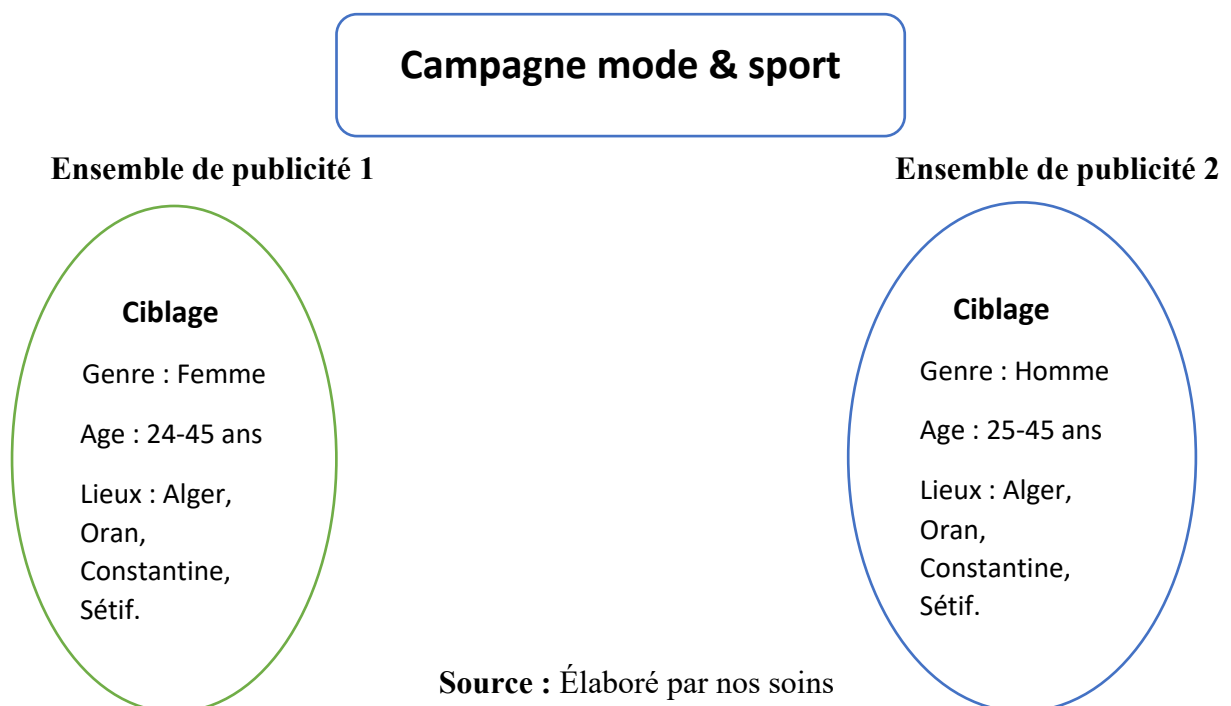 Campagne mode & sport
Ensemble de publicité 1
Ensemble de publicité 2
Ciblage
Genre : Femme
Age : 24-45 ans
Lieux : Alger,
Oran,
Constantine,
Sétif.
Ciblage
Genre : Homme
Age : 25-45 ans
Lieux : Alger,
Oran,
Constantine,
Sétif.
Source : Élaboré par nos soins